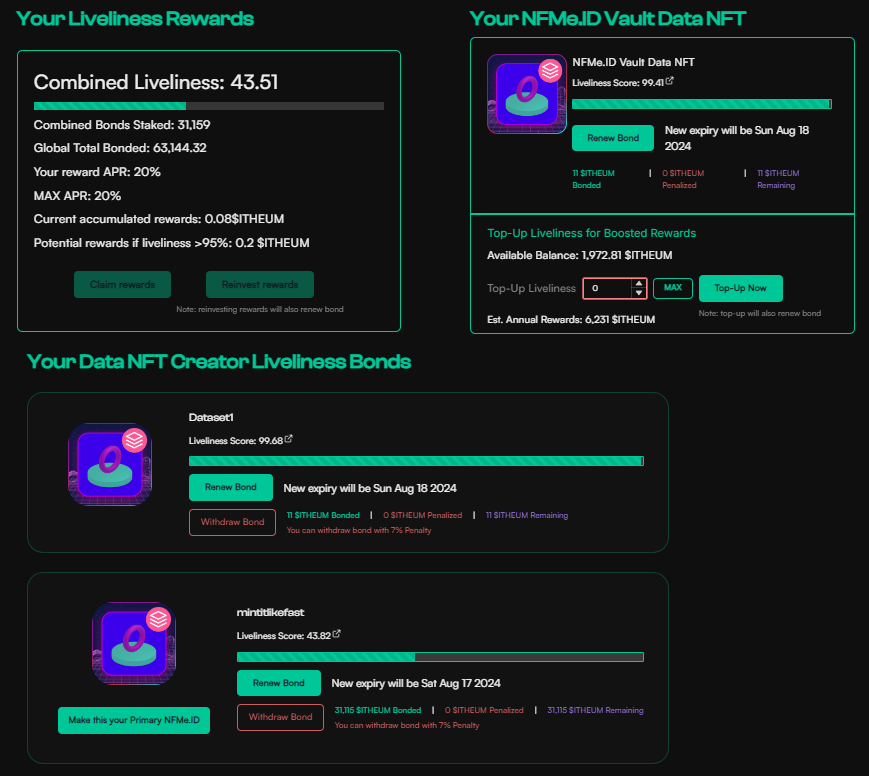 Your Liveliness Rewards
Combined Liveliness: 43.51
Combined Bonds Staked: 31,159
Global Total Bonded: 63,144.32
Your reward APR: 20%
MAX APR: 20%
Current accumulated rewards: 0.08$ITHEUM
Potential rewards if liveliness >95%: 0.2 $ITHEUM
Claim rewards
Reinvest rewards
Note: reinvesting rewards will also renew bond
Your NFMe.ID Vault Data NFT
NFMe.ID Vault Data NFT
Liveliness Score: 99.41
Renew Bond
New expiry will be Sun Aug 18
2024
11 $ITHEUM
Bonded
|
0 $ITHEUM
Penalized
|
11 $ITHEUM
Remaining
Top-Up Liveliness for Boosted Rewards
Available Balance: 1,972.81 $ITHEUM
Top-Up Liveliness
0
MAX
Top-Up Now
Note: top-up will also renew bond
Est. Annual Rewards: 6,231 $ITHEUM
Your Data NFT Creator Liveliness Bonds
Dataset1
Liveliness Score: 99.68
Renew Bond
New expiry will be Sun Aug 18 2024
Withdraw Bond
11 $ITHEUM Bonded | 0 $ITHEUM Penalized | 11 $ITHEUM Remaining
You can withdraw bond with 7% Penalty
mintitlikefast
Liveliness Score: 43.82
Renew Bond
New expiry will be Sat Aug 17 2024
Make this your Primary NFMe.ID
Withdraw Bond
31,115 $ITHEUM Bonded | 0 $ITHEUM Penalized | 31,115 $ITHEUM Remaining
You can withdraw bond with 7% Penalty